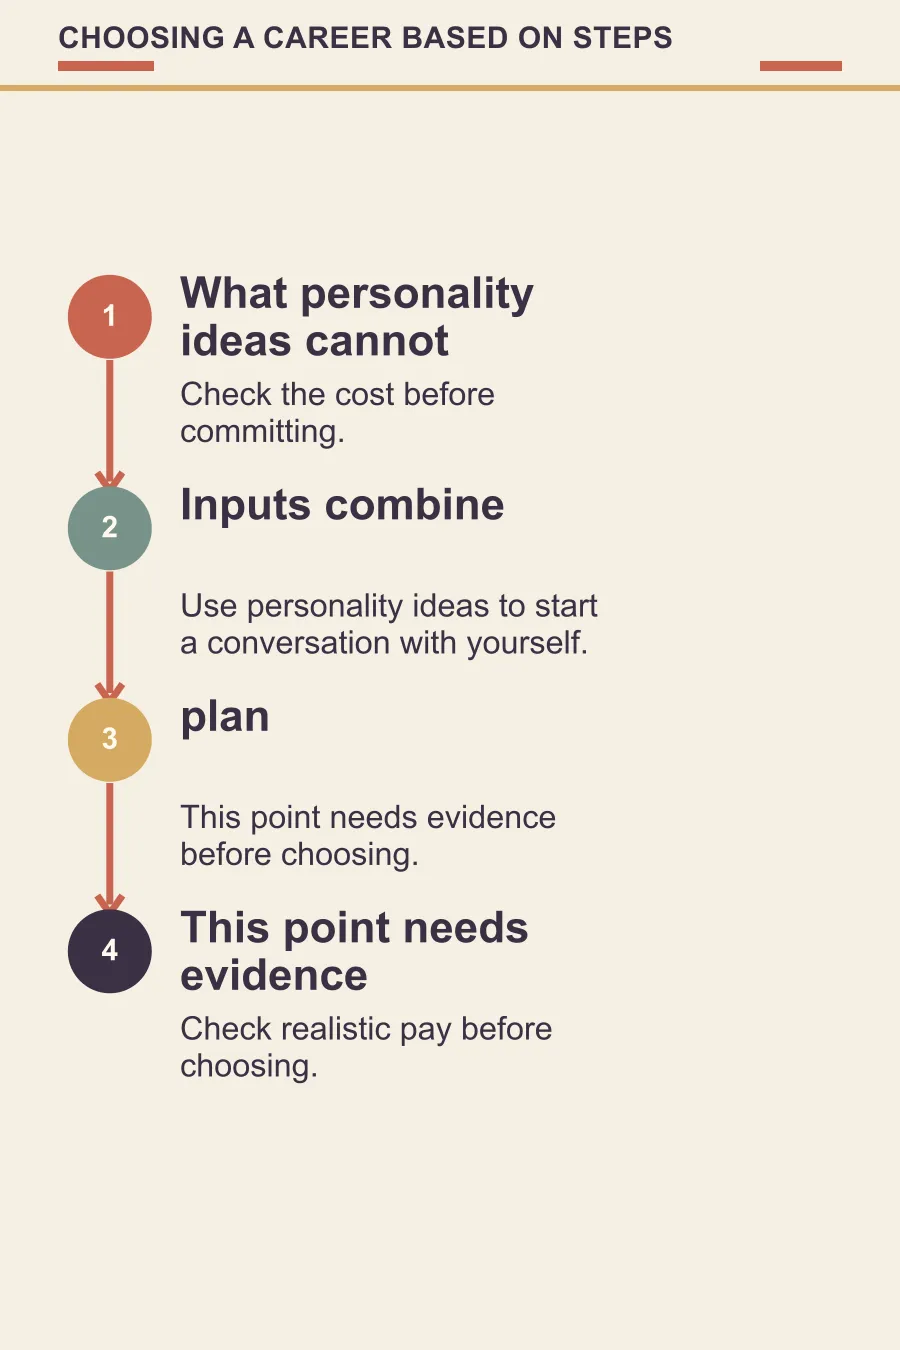 CHOOSING A CAREER BASED ON STEPS
1
What personality
ideas cannot
Check the cost before
committing.
2
Inputs combine
Use personality ideas to start
a conversation with yourself.
3
plan
This point needs evidence
before choosing.
4
This point needs
evidence
Check realistic pay before
choosing.